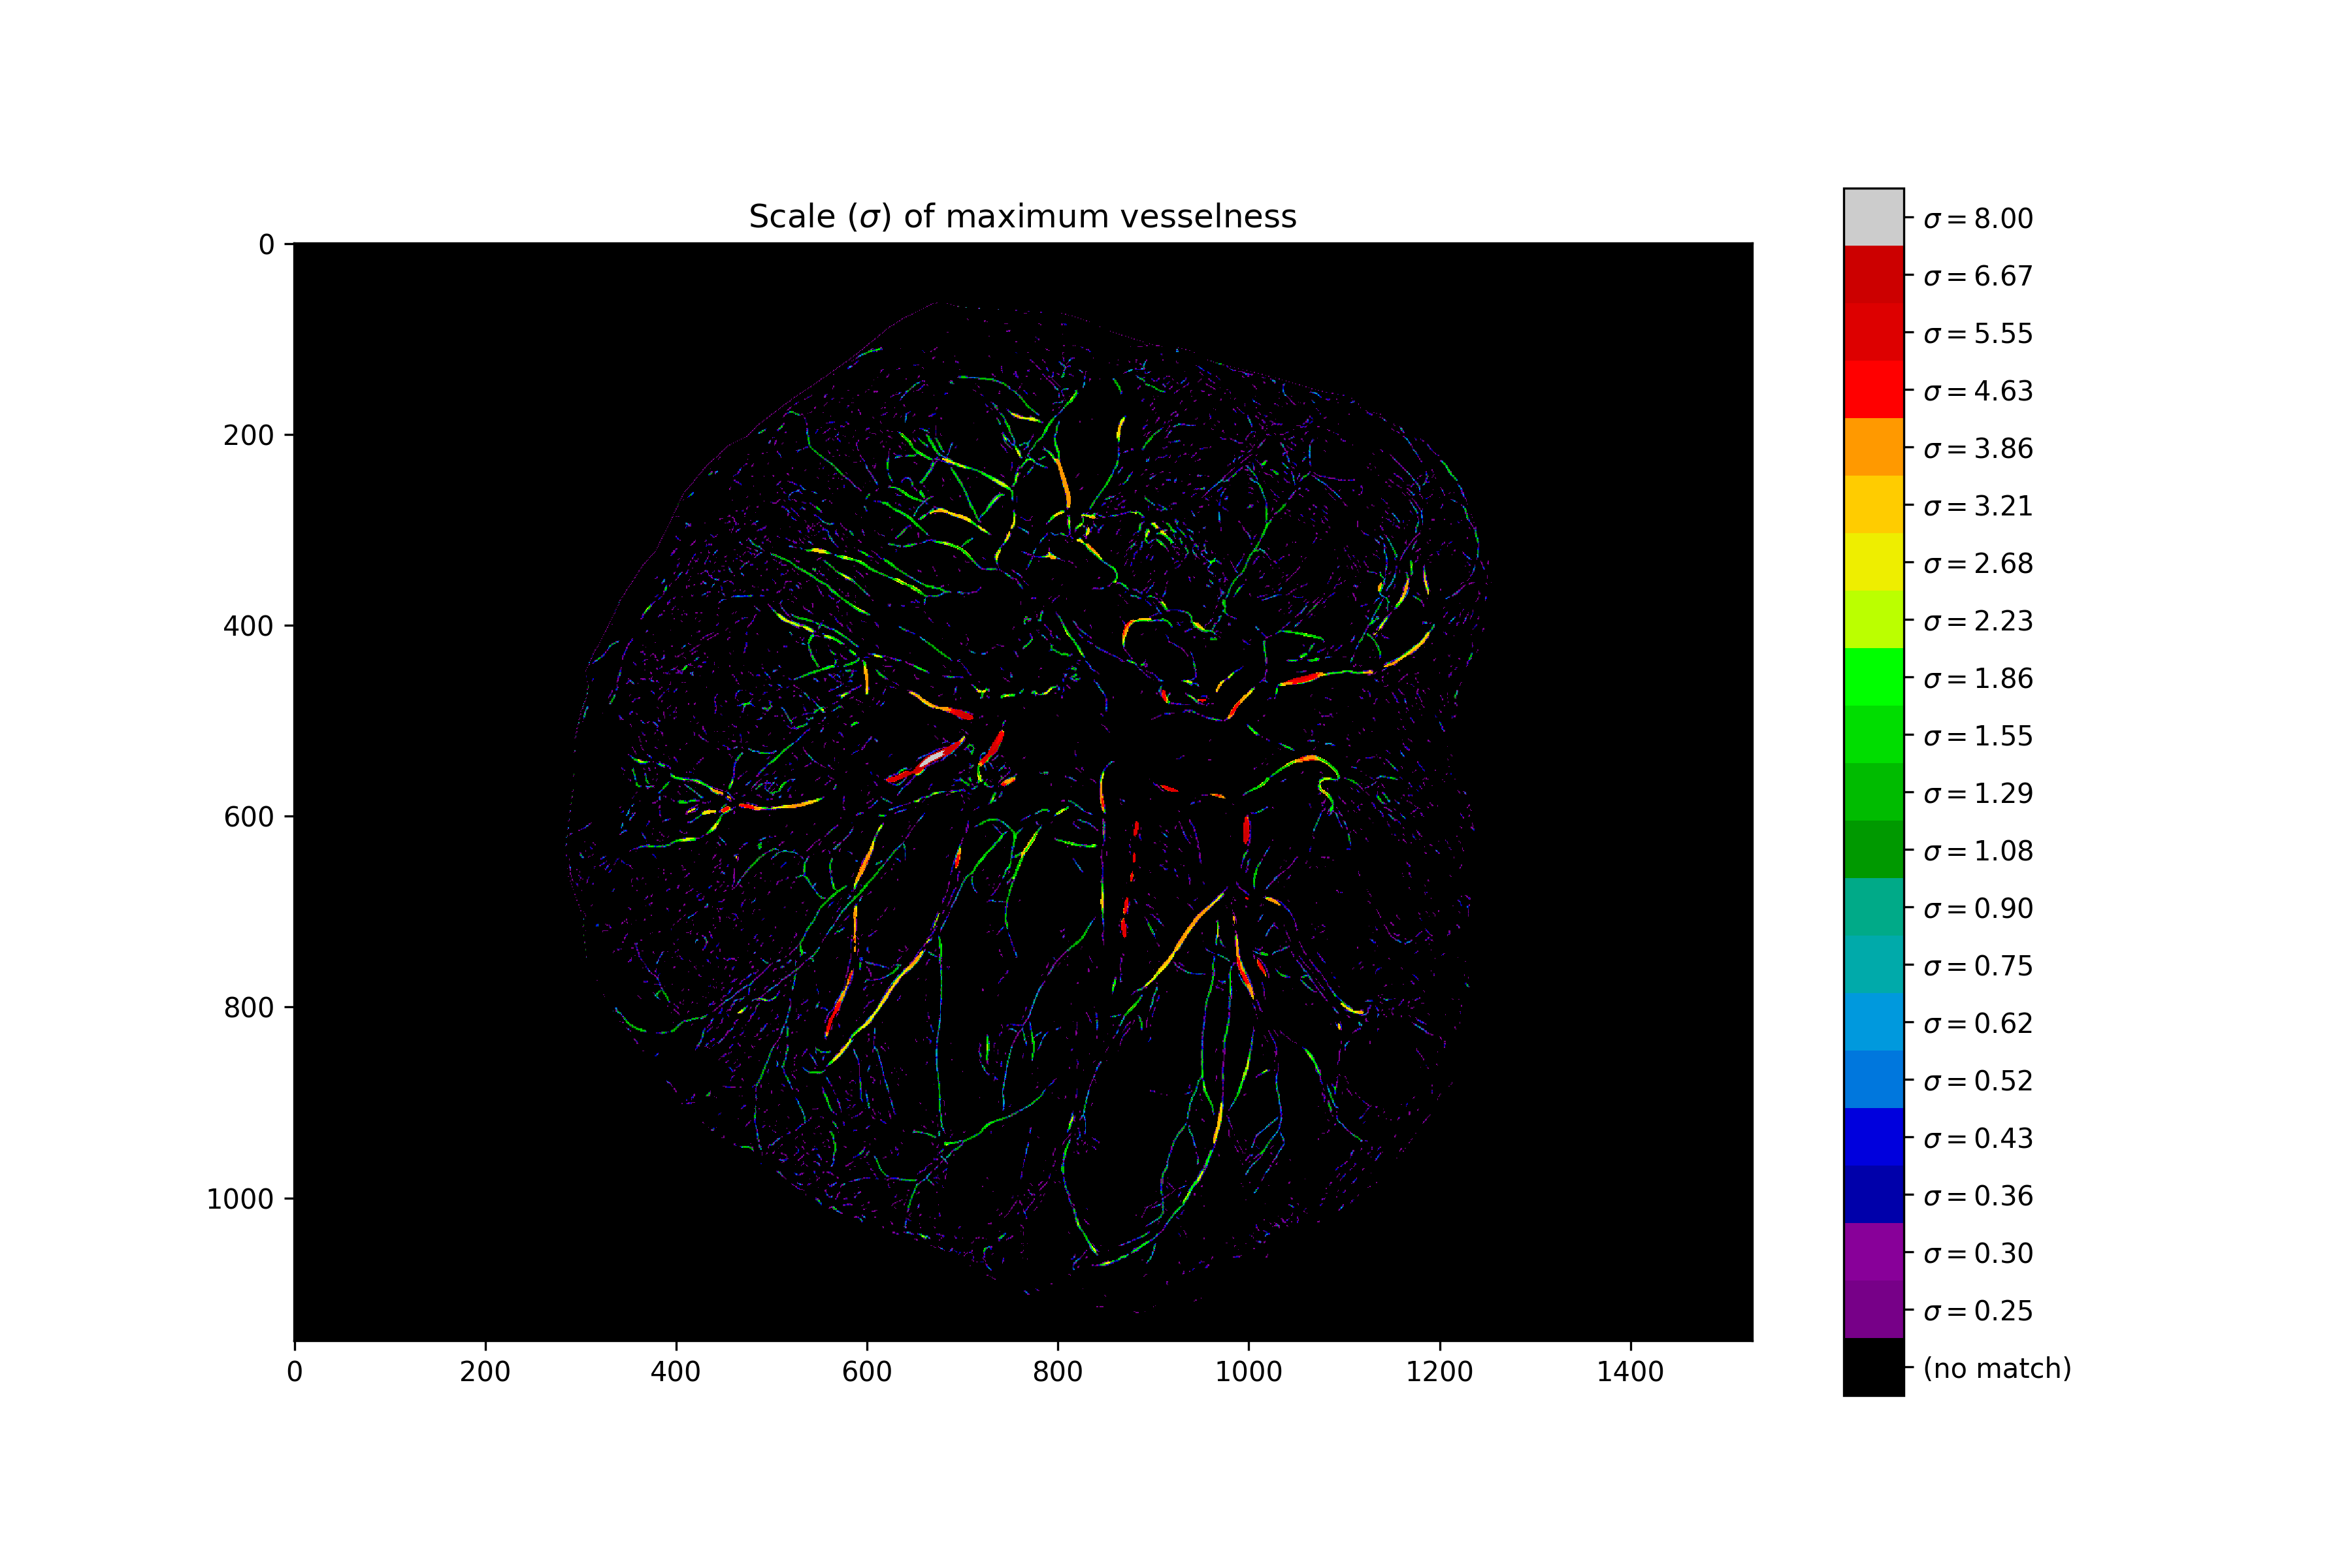 Scale (σ) of maximum vesselness
0
200
400
600
800
1000
0 200 400 600 800 1000 1200 1400
σ = 8.00
σ = 6.67
σ = 5.55
σ = 4.63
σ = 3.86
σ = 3.21
σ = 2.68
σ = 2.23
σ = 1.86
σ = 1.55
σ = 1.29
σ = 1.08
σ = 0.90
σ = 0.75
σ = 0.62
σ = 0.52
σ = 0.43
σ = 0.36
σ = 0.30
σ = 0.25
(no match)